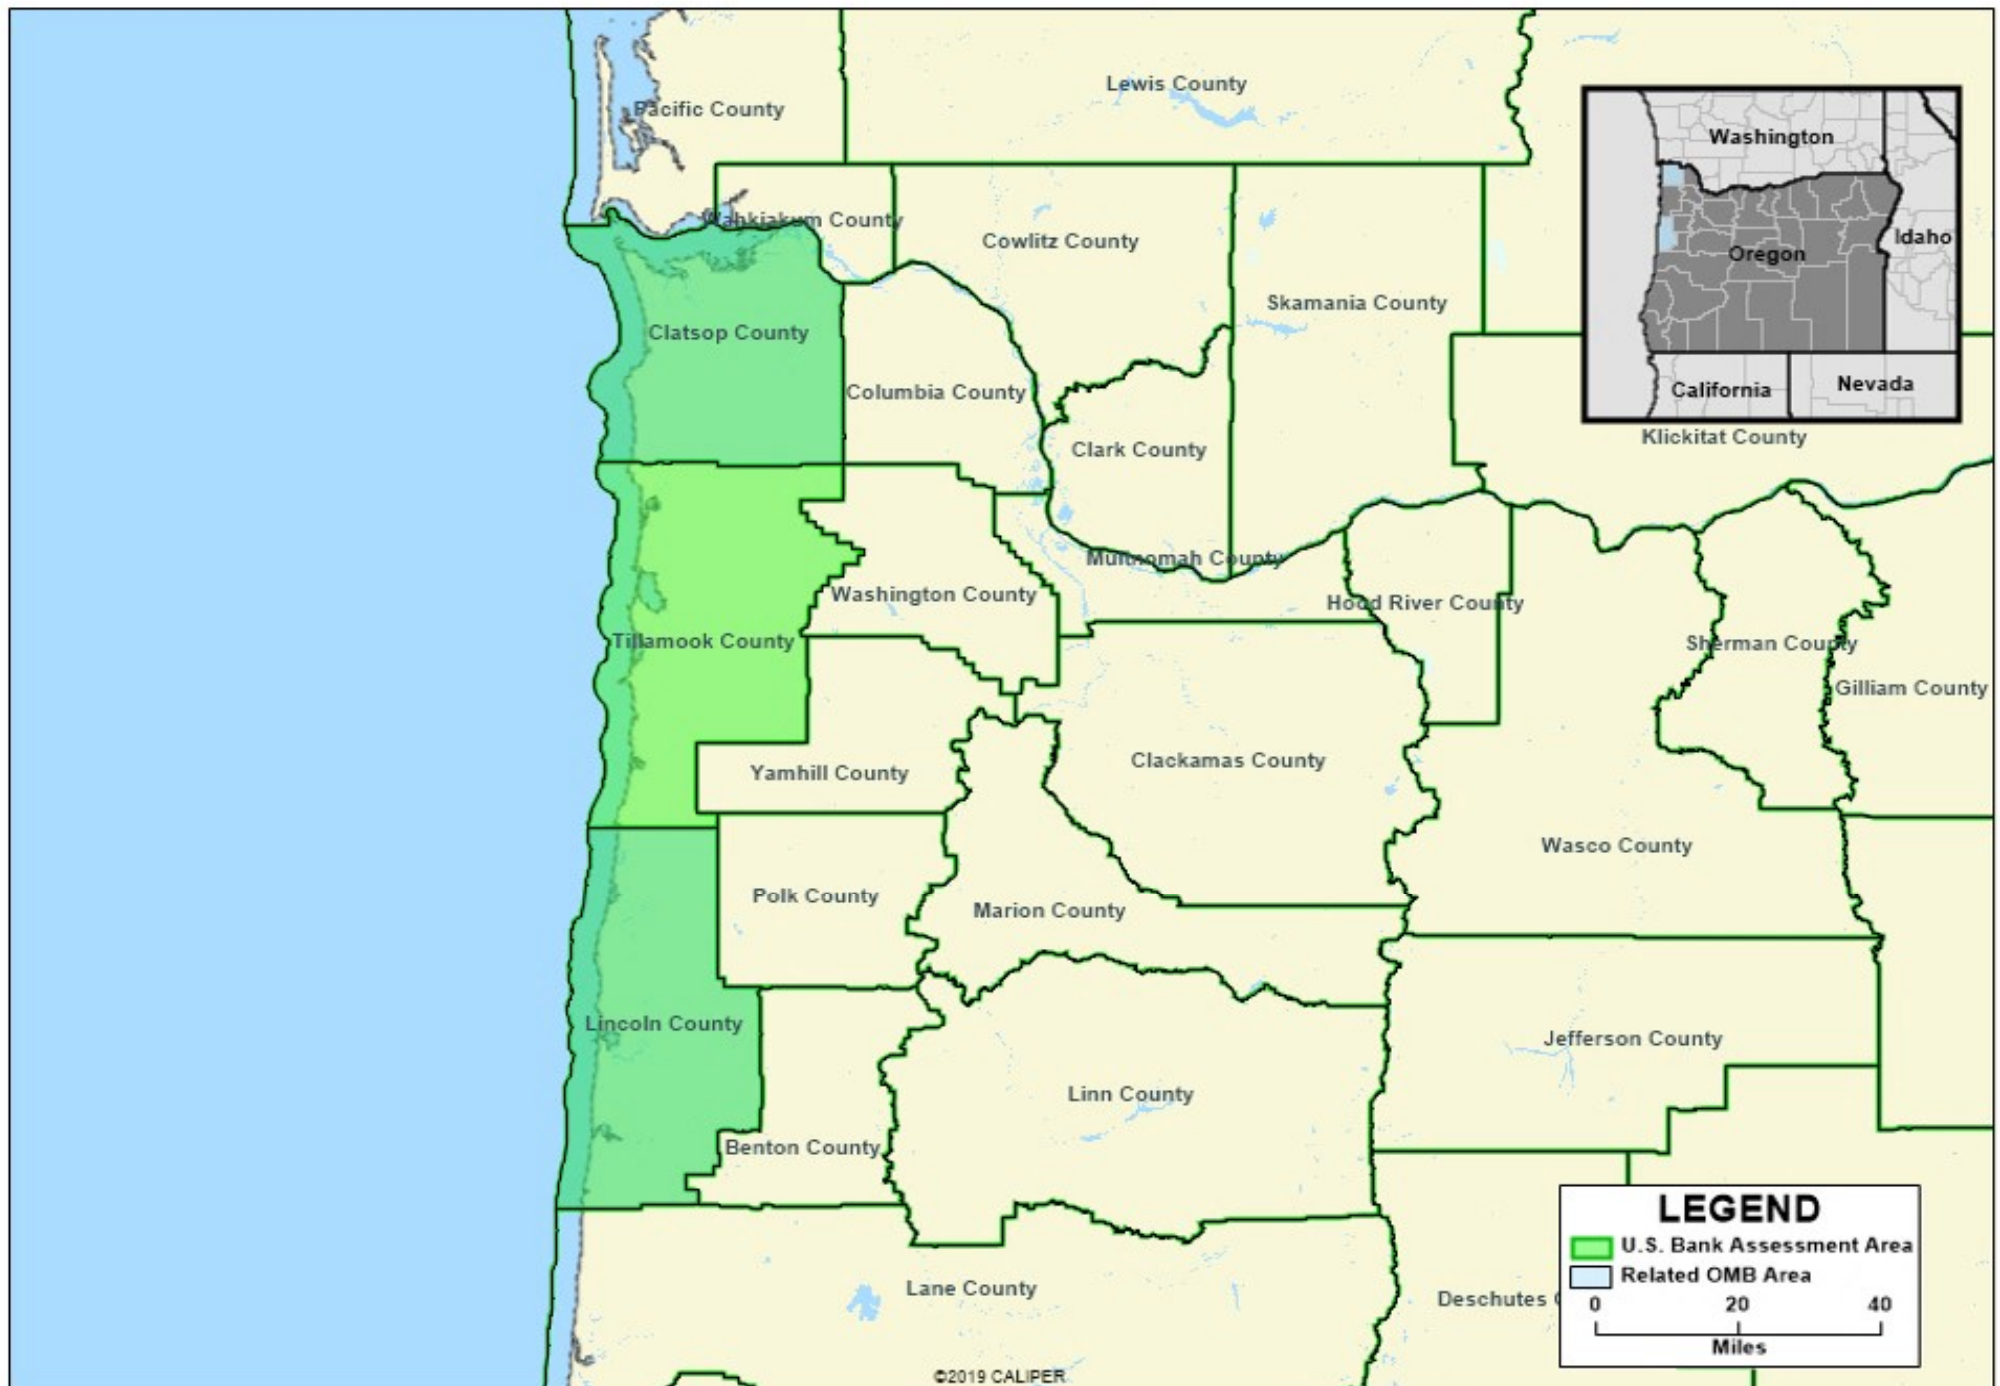 Lewis County
Pacific County
Washington
Wahkiakum County
Cowlitz County
Idaho
Oregon
Skamania County
Clatsop County
California
Nevada
Columbia County
Klickitat County
Clark County
Multnomah County
Washington County
Hood River County
Tillamook County
Sherman County
Gilliam County
Clackamas County
Yamhill County
Wasco County
Polk County
Marion County
Lincoln County
Jefferson County
Linn County
Benton County
LEGEND
U.S. Bank Assessment Area
Related OMB Area
0 20 40
Miles
Lane County
Deschutes
©2019 CALIPER